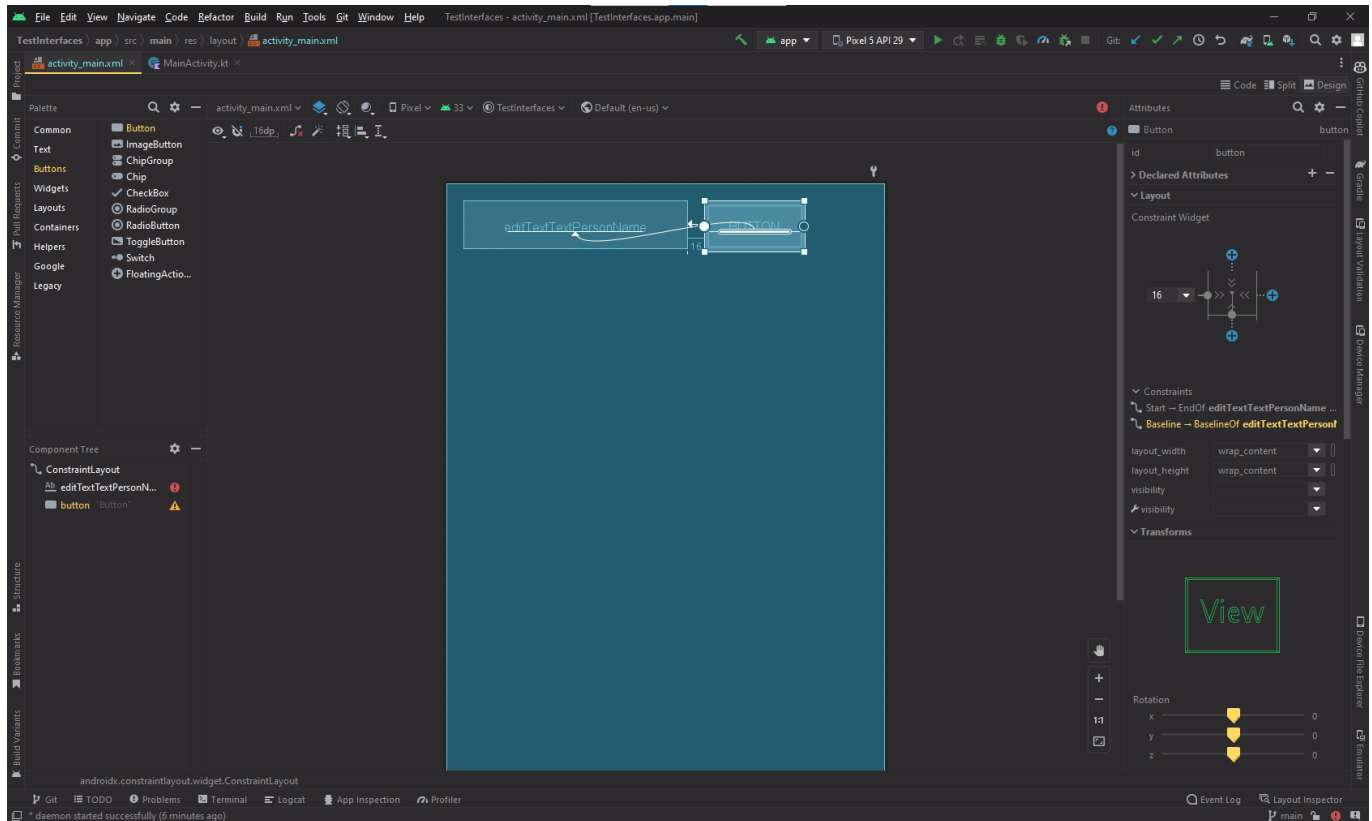 File Edit View Navigate Code Refactor Build Run Tools Git Window Help TestInterfaces - activity_main.xml [TestInterfaces.app.main]
TestInterfaces app src main res layout activity_main.xml app Pixel 5 API 29 Git:
activity_main.xml MainActivity.kt
Code Split Design
Palette activity_main.xml Pixel 33 TestInterfaces Default (en-us) Attributes
Common Button 16dp Button button
Text ImageButton
ChipGroup id button
Buttons Chip Declared Attributes
Widgets CheckBox Layout
Layouts RadioGroup Constraint Widget
Containers RadioButton editTextTextPersonName BUTTON
Helpers ToggleButton 16
Google Switch
Legacy FloatingActio...
16
Constraints
Start → EndOf editTextTextPersonName ...
Baseline → BaselineOf editTextTextPersonN
Component Tree layout_width wrap_content
ConstraintLayout layout_height wrap_content
Ab editTextTextPersonN... visibility
button "Button" visibility
Transforms
View
Rotation
x 0
y 0
z 0
1:1
androidx.constraintlayout.widget.ConstraintLayout
Git TODO Problems Terminal Logcat App Inspection Profiler Event Log Layout Inspector
* daemon started successfully (6 minutes ago) main
Project
Commit
Pull Requests
Resource Manager
Structure
Bookmarks
Build Variants
GitHub Copilot
Gradle
Layout Validation
Device Manager
Device File Explorer
Emulator